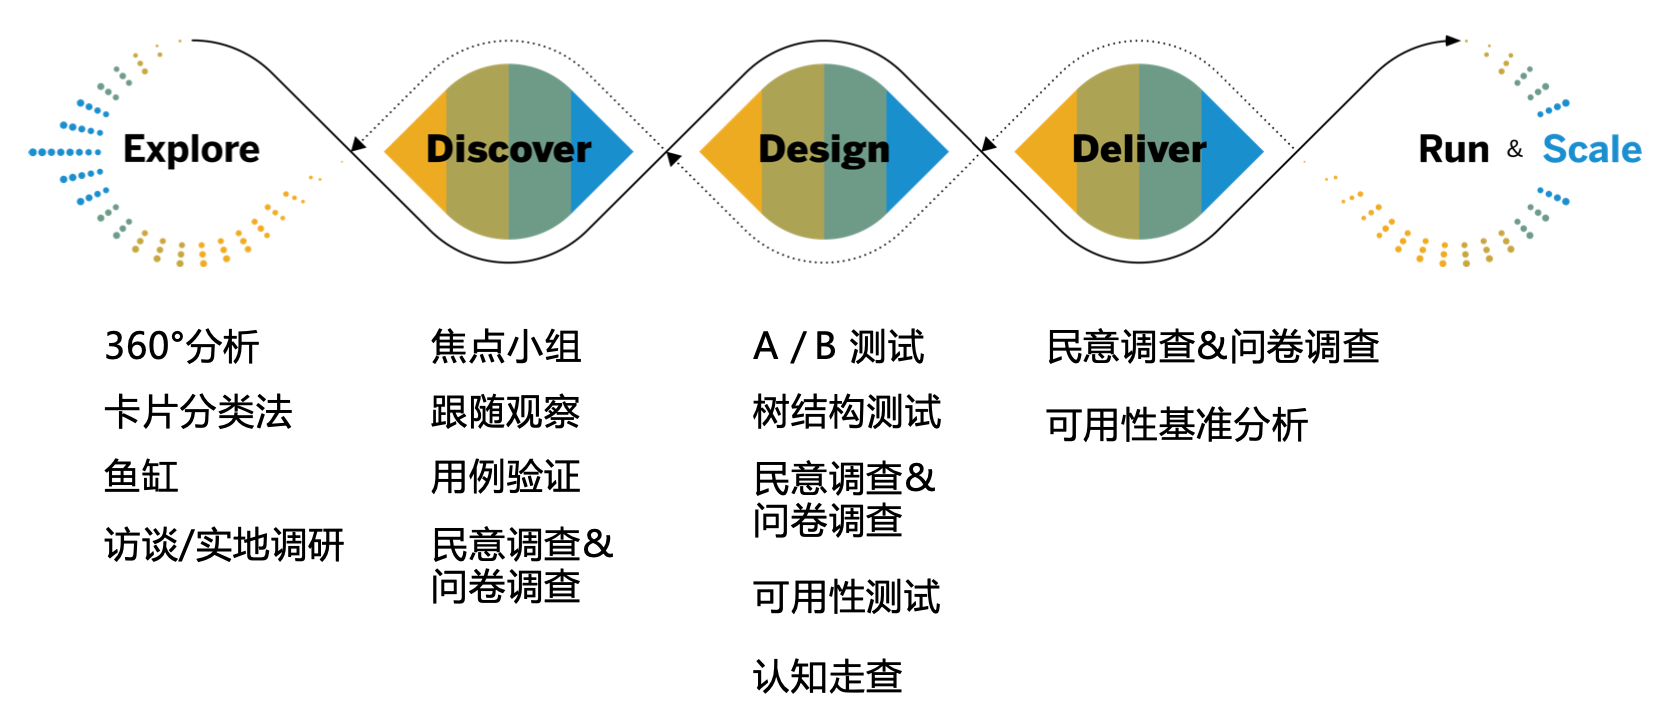 Explore
Discover
Design
Deliver
Run & Scale
360°分析
卡片分类法
鱼缸
访谈/实地调研
焦点小组
跟随观察
用例验证
民意调查&
问卷调查
A / B 测试
树结构测试
民意调查&
问卷调查
可用性测试
认知走查
民意调查&问卷调查
可用性基准分析